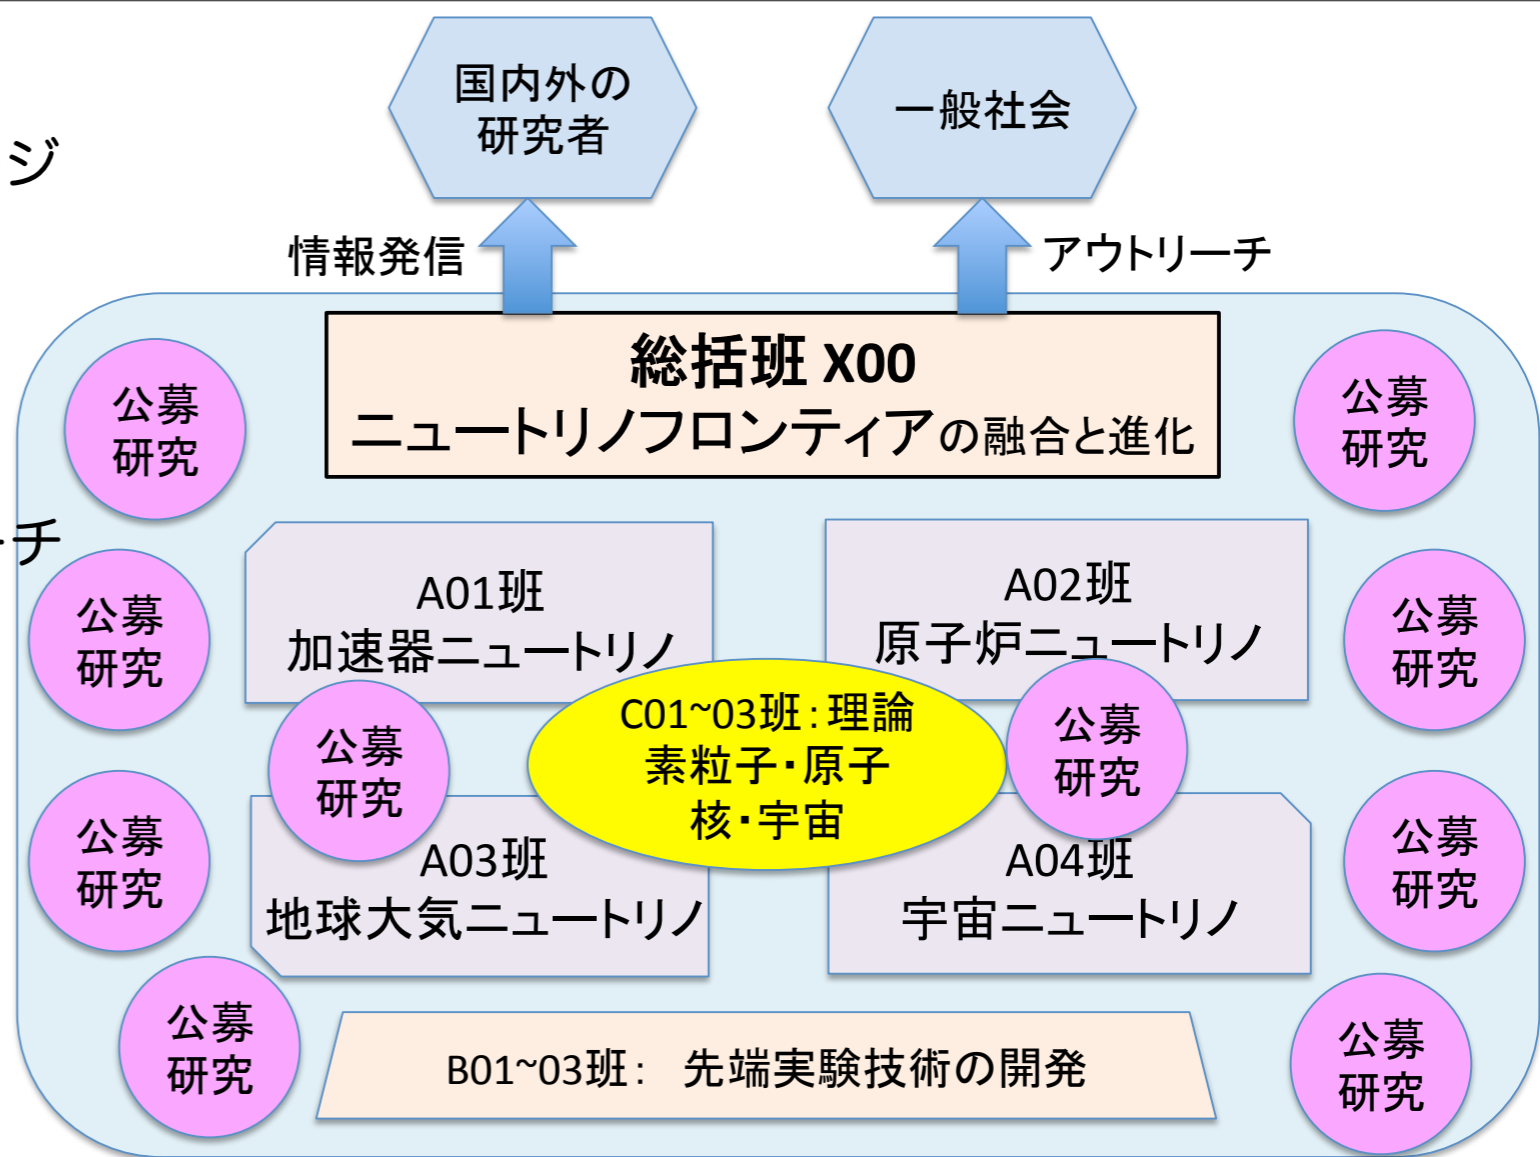 国内外の
研究者
一般社会
ジ
情報発信
アウトリーチ
総括班 X00
ニュートリノフロンティアの融合と進化
公募
研究
公募
研究
チ
A01班
加速器ニュートリノ
A02班
原子炉ニュートリノ
公募
研究
公募
研究
C01~03班：理論
素粒子・原子
核・宇宙
公募
研究
公募
研究
A03班
地球大気ニュートリノ
A04班
宇宙ニュートリノ
公募
研究
公募
研究
公募
研究
B01~03班： 先端実験技術の開発
公募
研究